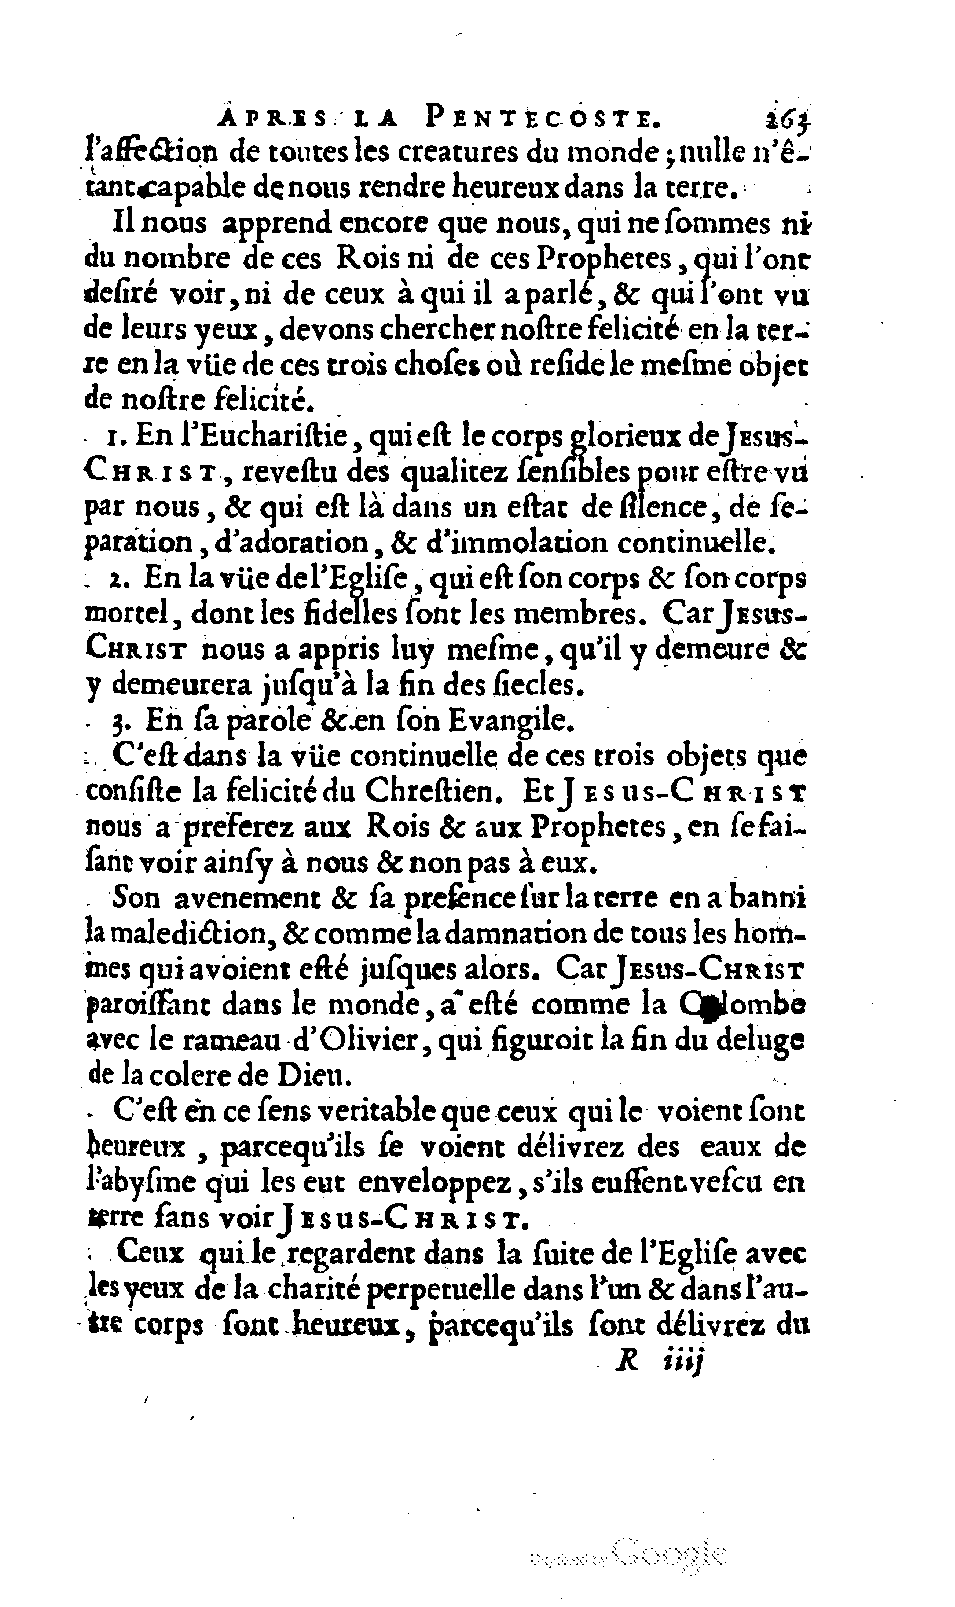 APRES LA PENTECOSTE. 263
l'affection de toutes les creatures du monde ; nulle n'ê-
tant capable de nous rendre heureux dans la terre.
Il nous apprend encore que nous, qui ne ſommes ni
du nombre de ces Rois ni de ces Prophetes, qui l'ont
deſiré voir, ni de ceux à qui il a parlé, & qui l'ont vu
de leurs yeux, devons chercher noſtre felicité en la ter-
re en la vüe de ces trois choſes où reſide le meſme objet
de noſtre felicité.
1. En l'Euchariſtie, qui eſt le corps glorieux de JESUS-
CHRIST, reveſtu des qualitez ſenſibles pour eſtre vû
par nous, & qui eſt là dans un eſtat de ſilence, de ſe-
paration, d'adoration, & d'immolation continuelle.
2. En la vüe de l'Egliſe, qui eſt ſon corps & ſon corps
mortel, dont les fidelles ſont les membres. Car JESUS-
CHRIST nous a appris luy meſme, qu'il y demeure &
y demeurera juſqu'à la fin des ſiecles.
3. En ſa parole & en ſon Evangile.
C'eſt dans la vüe continuelle de ces trois objets que
conſiſte la felicité du Chreſtien. Et JESUS-CHRIST
nous a preferez aux Rois & aux Prophetes, en ſe fai-
ſant voir ainſy à nous & non pas à eux.
Son avenement & ſa preſence ſur la terre en a banni
la malediction, & comme la damnation de tous les hom-
mes qui avoient eſté juſques alors. Car JESUS-CHRIST
paroiſſant dans le monde, a eſté comme la Colombe
avec le rameau d'Olivier, qui figuroit la fin du deluge
de la colere de Dieu.
C'eſt en ce ſens veritable que ceux qui le voient ſont
heureux, parcequ'ils ſe voient délivrez des eaux de
l'abyſme qui les eut enveloppez, s'ils euſſent veſcu en
terre ſans voir JESUS-CHRIST.
Ceux qui le regardent dans la ſuite de l'Egliſe avec
les yeux de la charité perpetuelle dans l'un & dans l'au-
tre corps ſont heureux, parcequ'ils ſont délivrez du
R iiij
Digitized by Google